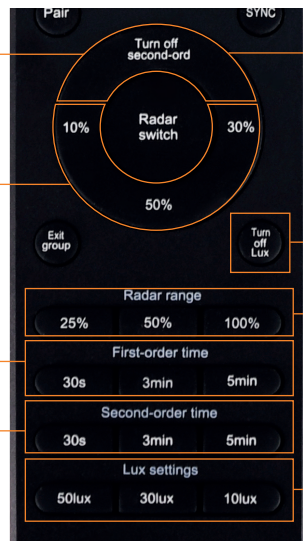 Pair
SYNC
Turn off
second-ord
10%
Radar
switch
30%
50%
Exit
group
Turn
off
Lux
Radar range
25% 50% 100%
First-order time
30s 3min 5min
Second-order time
30s 3min 5min
Lux settings
50lux 30lux 10lux